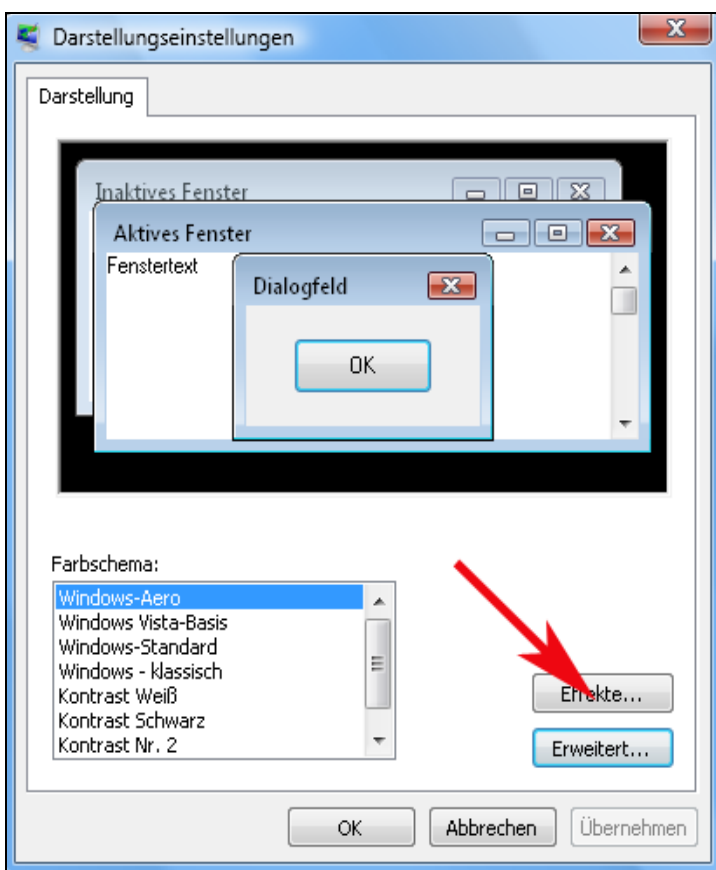 Darstellungseinstellungen
Darstellung
Inaktives Fenster
Aktives Fenster
Fenstertext
Dialogfeld
OK
Farbschema:
Windows-Aero
Windows Vista-Basis
Windows-Standard
Windows - klassisch
Kontrast Weiß
Kontrast Schwarz
Kontrast Nr. 2
Effekte...
Erweitert...
OK Abbrechen Übernehmen